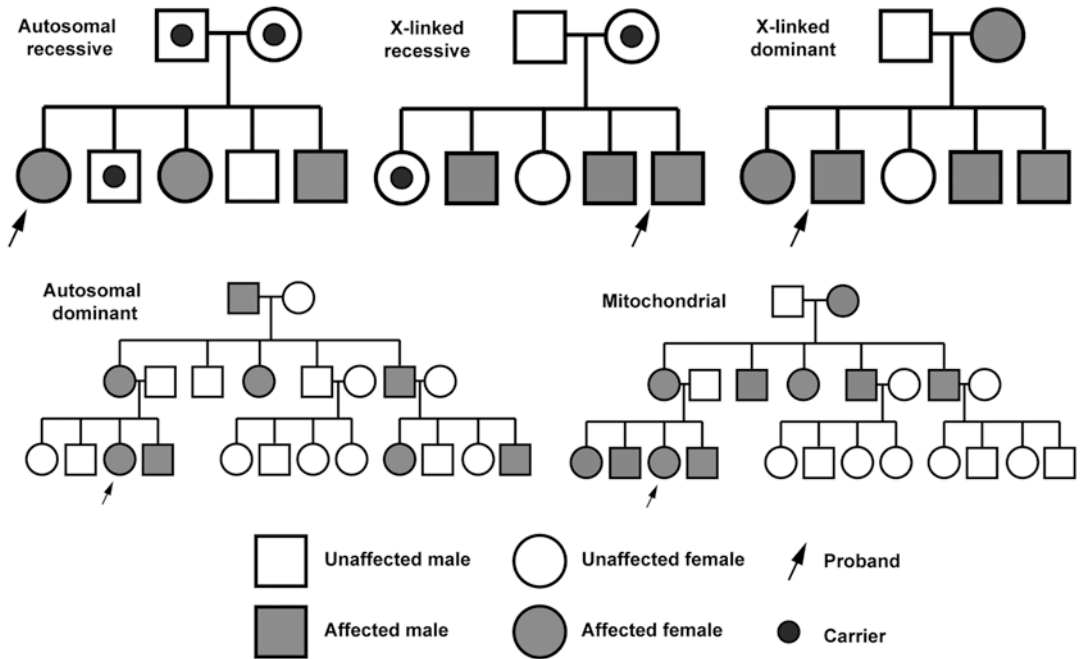 Autosomal
recessive
X-linked
recessive
X-linked
dominant
Autosomal
dominant
Mitochondrial
Unaffected male
Unaffected female
Proband
Affected male
Affected female
Carrier